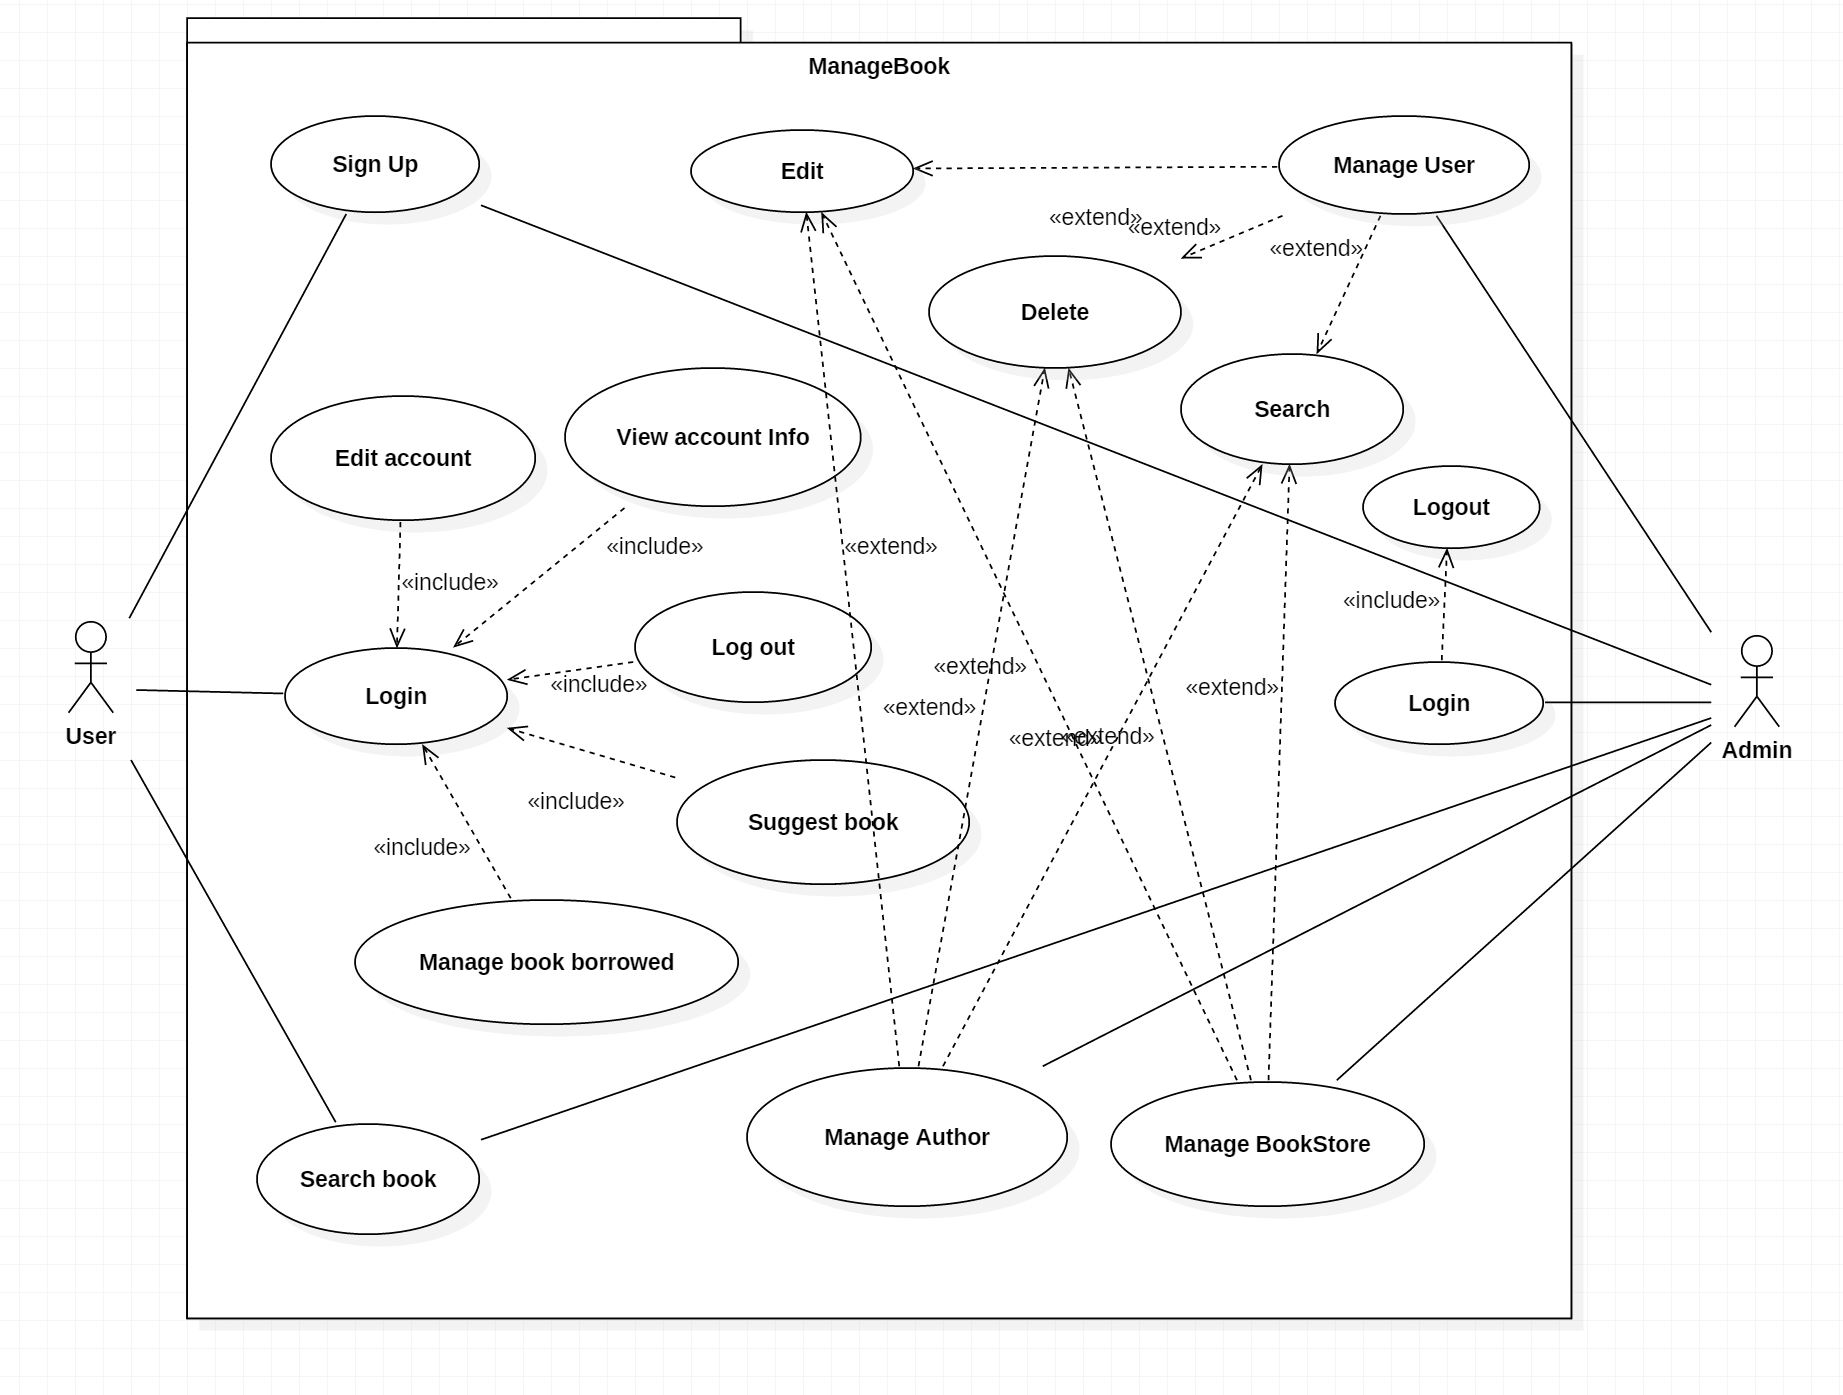 ManageBook
Sign Up
Edit
Manage User
«extend»
«extend»
«extend»
Delete
Search
View account Info
Edit account
Logout
«include»
«extend»
«include»
«include»
Log out
«extend»
«include»
«extend»
Login
«extend»
Login
User
Admin
«extend»
«extend»
«include»
Suggest book
«include»
Manage book borrowed
Manage Author
Manage BookStore
Search book